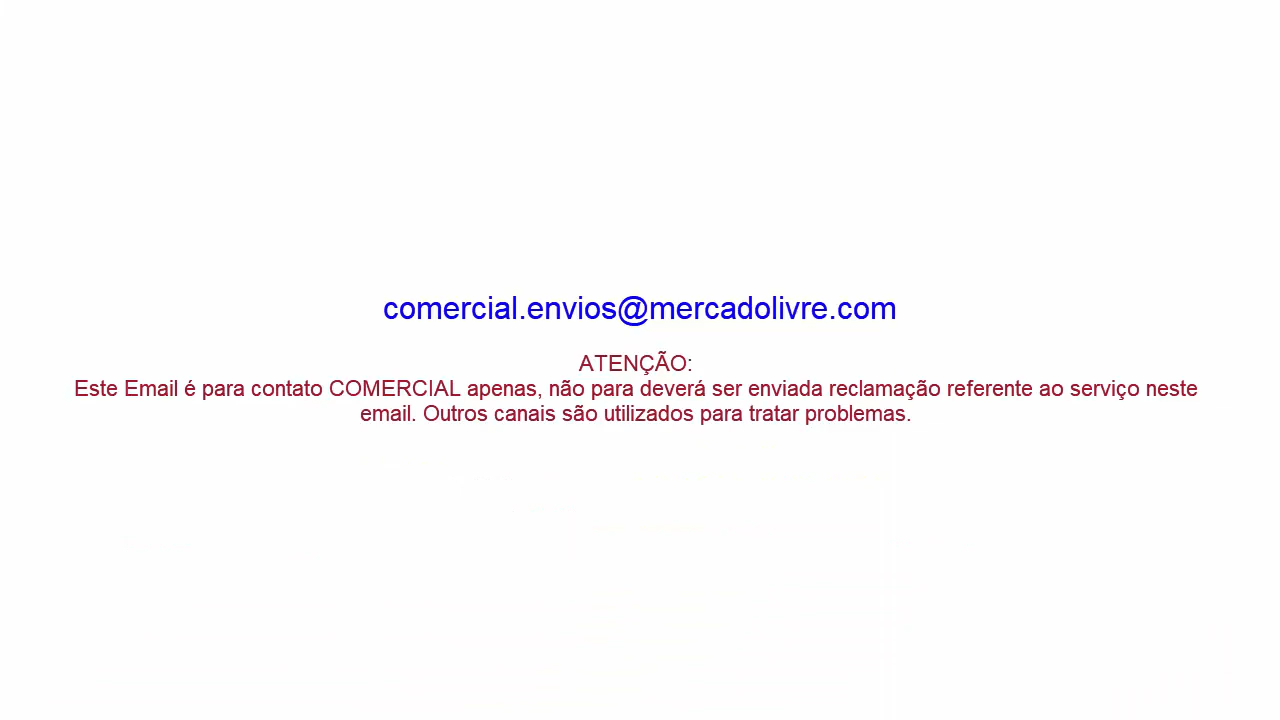 comercial.envios@mercadolivre.com
ATENÇÃO:
Este Email é para contato COMERCIAL apenas, não para deverá ser enviada reclamação referente ao serviço neste
email. Outros canais são utilizados para tratar problemas.